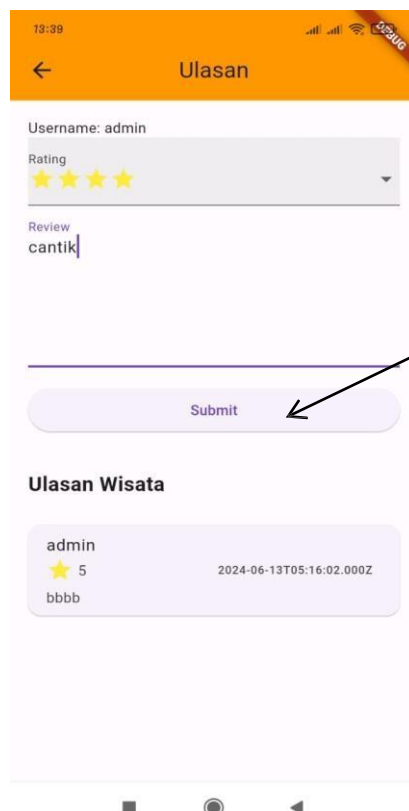 13:39
DEBUG
Ulasan
Username: admin
Rating
Review
cantik
Submit
Ulasan Wisata
admin
5
2024-06-13T05:16:02.000Z
bbbb